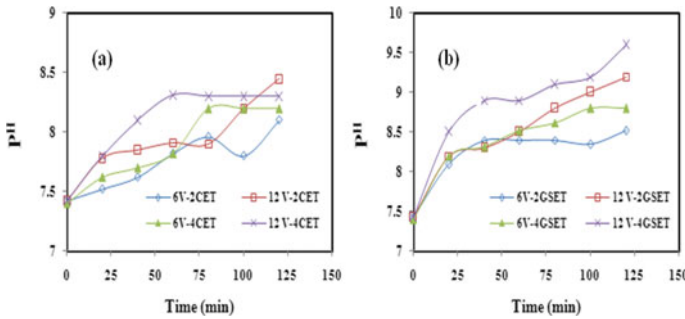 9
8.5
8
7.5
7
(a)
P^H
6V-2CET
12 V-2CET
6V-4CET
12 V-4CET
0 25 50 75 100 125 150
Time (min)
10
9.5
9
8.5
8
7.5
7
(b)
P^H
6V-2GSET
12 V-2GSET
6V-4GSET
12 V-4GSET
0 25 50 75 100 125 150
Time (min)